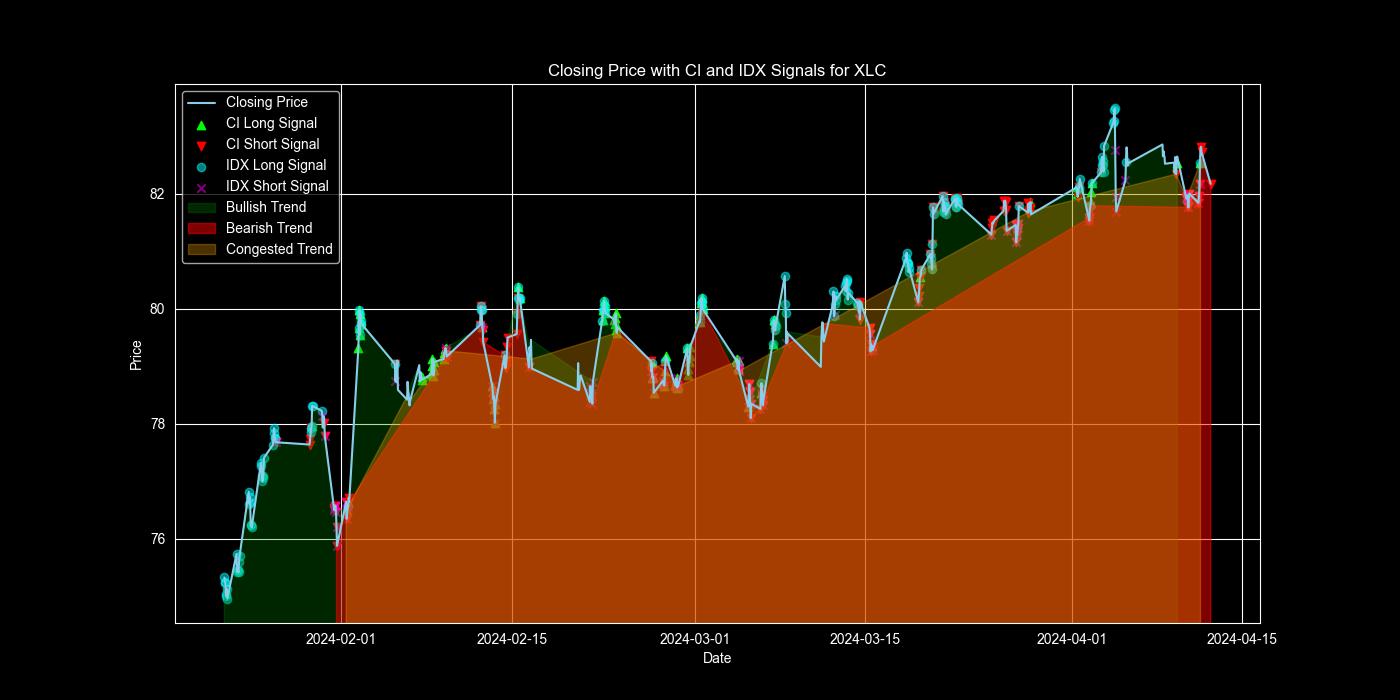 Closing Price with CI and IDX Signals for XLC
Closing Price
CI Long Signal
CI Short Signal
IDX Long Signal
IDX Short Signal
Bullish Trend
Bearish Trend
Congested Trend
Price
82
80
78
76
2024-02-01
2024-02-15
2024-03-01
2024-03-15
2024-04-01
2024-04-15
Date